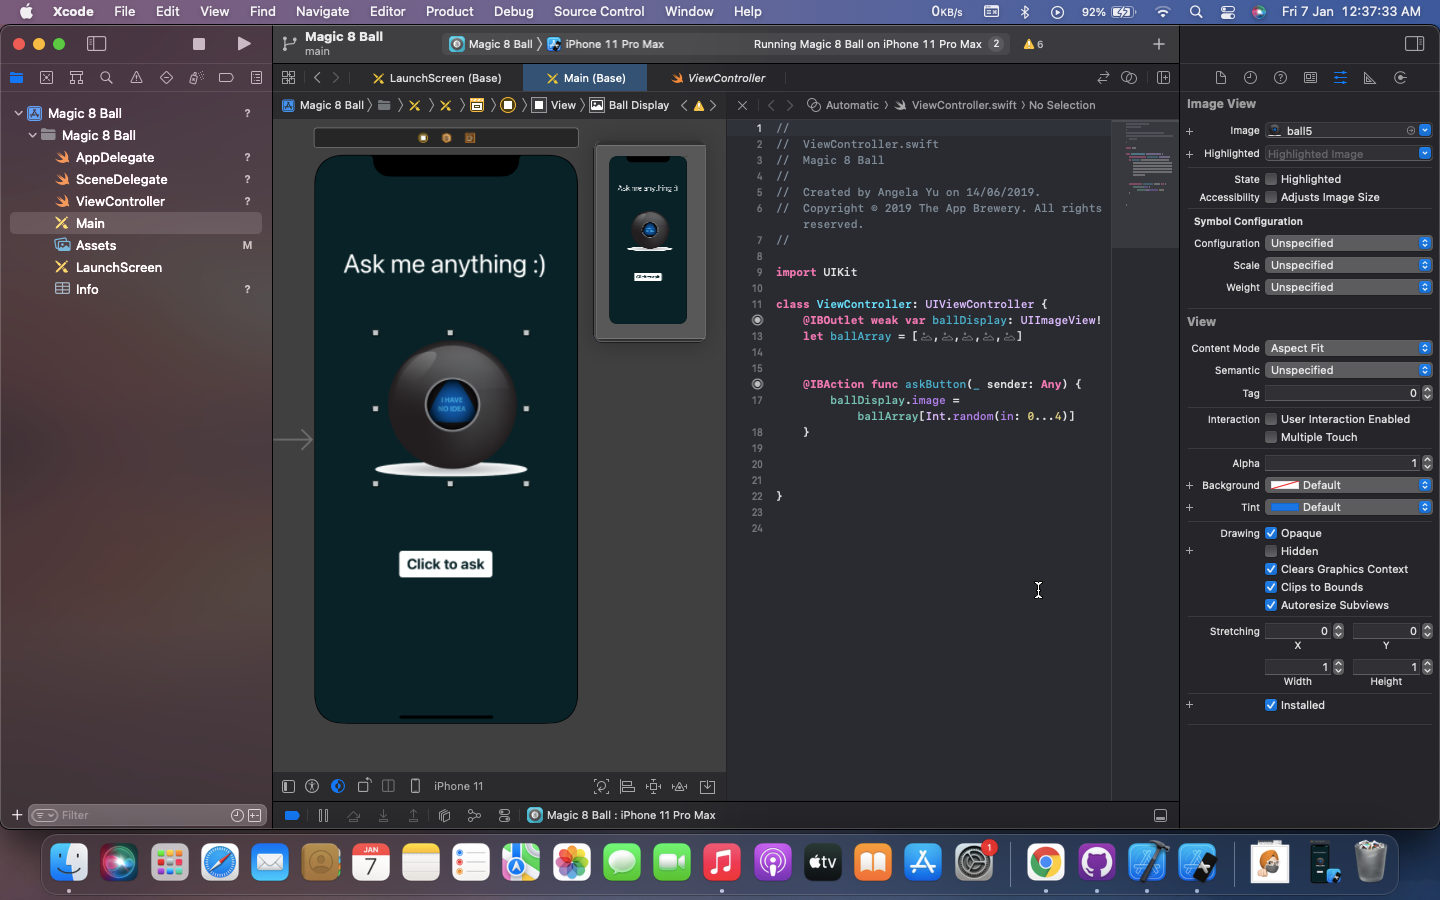 Xcode File Edit View Find Navigate Editor Product Debug Source Control Window Help 0KB/s 92% Fri 7 Jan 12:37:33 AM
Magic 8 Ball
main
Magic 8 Ball iPhone 11 Pro Max
Running Magic 8 Ball on iPhone 11 Pro Max 2
6
LaunchScreen (Base) Main (Base) ViewController
Magic 8 Ball View Ball Display
Automatic ViewController.swift No Selection
Magic 8 Ball ?
Magic 8 Ball
AppDelegate ?
SceneDelegate ?
ViewController ?
Main
Assets M
LaunchScreen
Info ?
Filter
Ask me anything :)
I HAVE
NO IDEA
Click to ask
Ask me anything :)
iPhone 11
1 //
2 // ViewController.swift
3 // Magic 8 Ball
4 //
5 // Created by Angela Yu on 14/06/2019.
6 // Copyright © 2019 The App Brewery. All rights
reserved.
7 //
8
9 import UIKit
10
11 class ViewController: UIViewController {
@IBOutlet weak var ballDisplay: UIImageView!
13 let ballArray = [ , , , , ]
14
15
@IBAction func askButton(_ sender: Any) {
17 ballDisplay.image =
ballArray[Int.random(in: 0...4)]
18 }
19
20
21
22 }
23
24
Magic 8 Ball : iPhone 11 Pro Max
Image View
Image ball5
Highlighted Highlighted Image
State Highlighted
Accessibility Adjusts Image Size
Symbol Configuration
Configuration Unspecified
Scale Unspecified
Weight Unspecified
View
Content Mode Aspect Fit
Semantic Unspecified
Tag 0
Interaction User Interaction Enabled
Multiple Touch
Alpha 1
Background Default
Tint Default
Drawing Opaque
Hidden
Clears Graphics Context
Clips to Bounds
Autoresize Subviews
Stretching 0 0
X Y
1 1
Width Height
Installed
JAN
7
tv
1